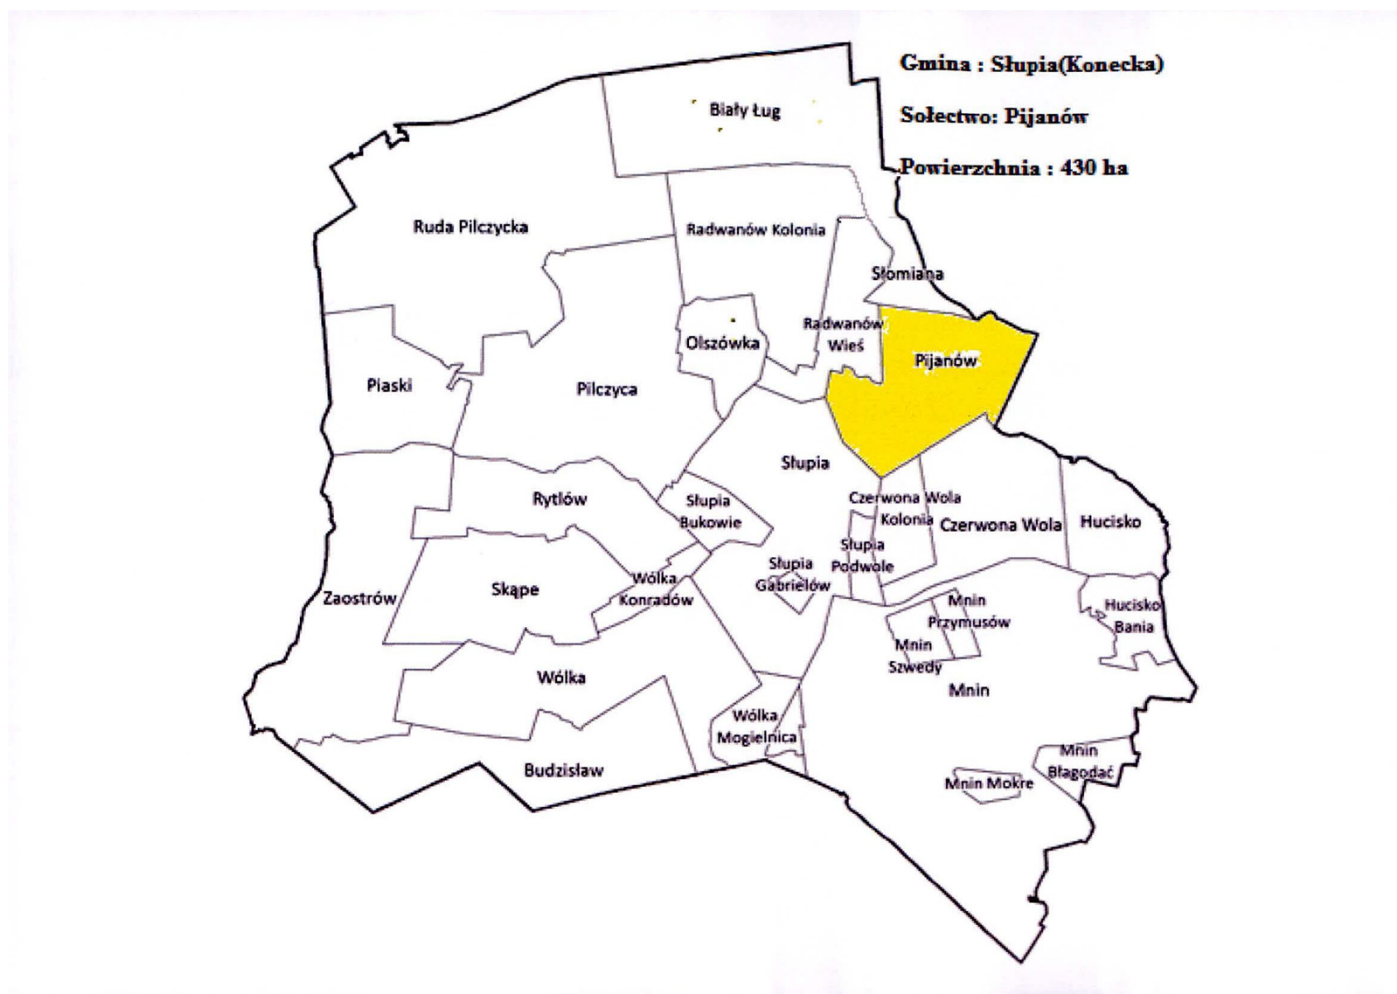 Gmina : Słupia(Konecka)
Sołectwo: Pijanów
Powierzchnia : 430 ha
Biały Ług
Ruda Pilczycka
Radwanów Kolonia
Słomiana
Radwanów
Wieś
Olszówka
Pijanów
Piaski
Pilczyca
Słupia
Rytlów
Słupia
Bukowie
Czerwona Wola
Kolonia
Czerwona Wola
Hucisko
Słupia
Podwole
Słupia
Gabrielów
Skąpe
Wólka
Konradów
Zaostrów
Hucisko
Bania
Mnin
Przymusów
Mnin
Szwedy
Mnin
Wólka
Wólka
Mogielnica
Budzisław
Mnin
Błagodać
Mnin Mokre